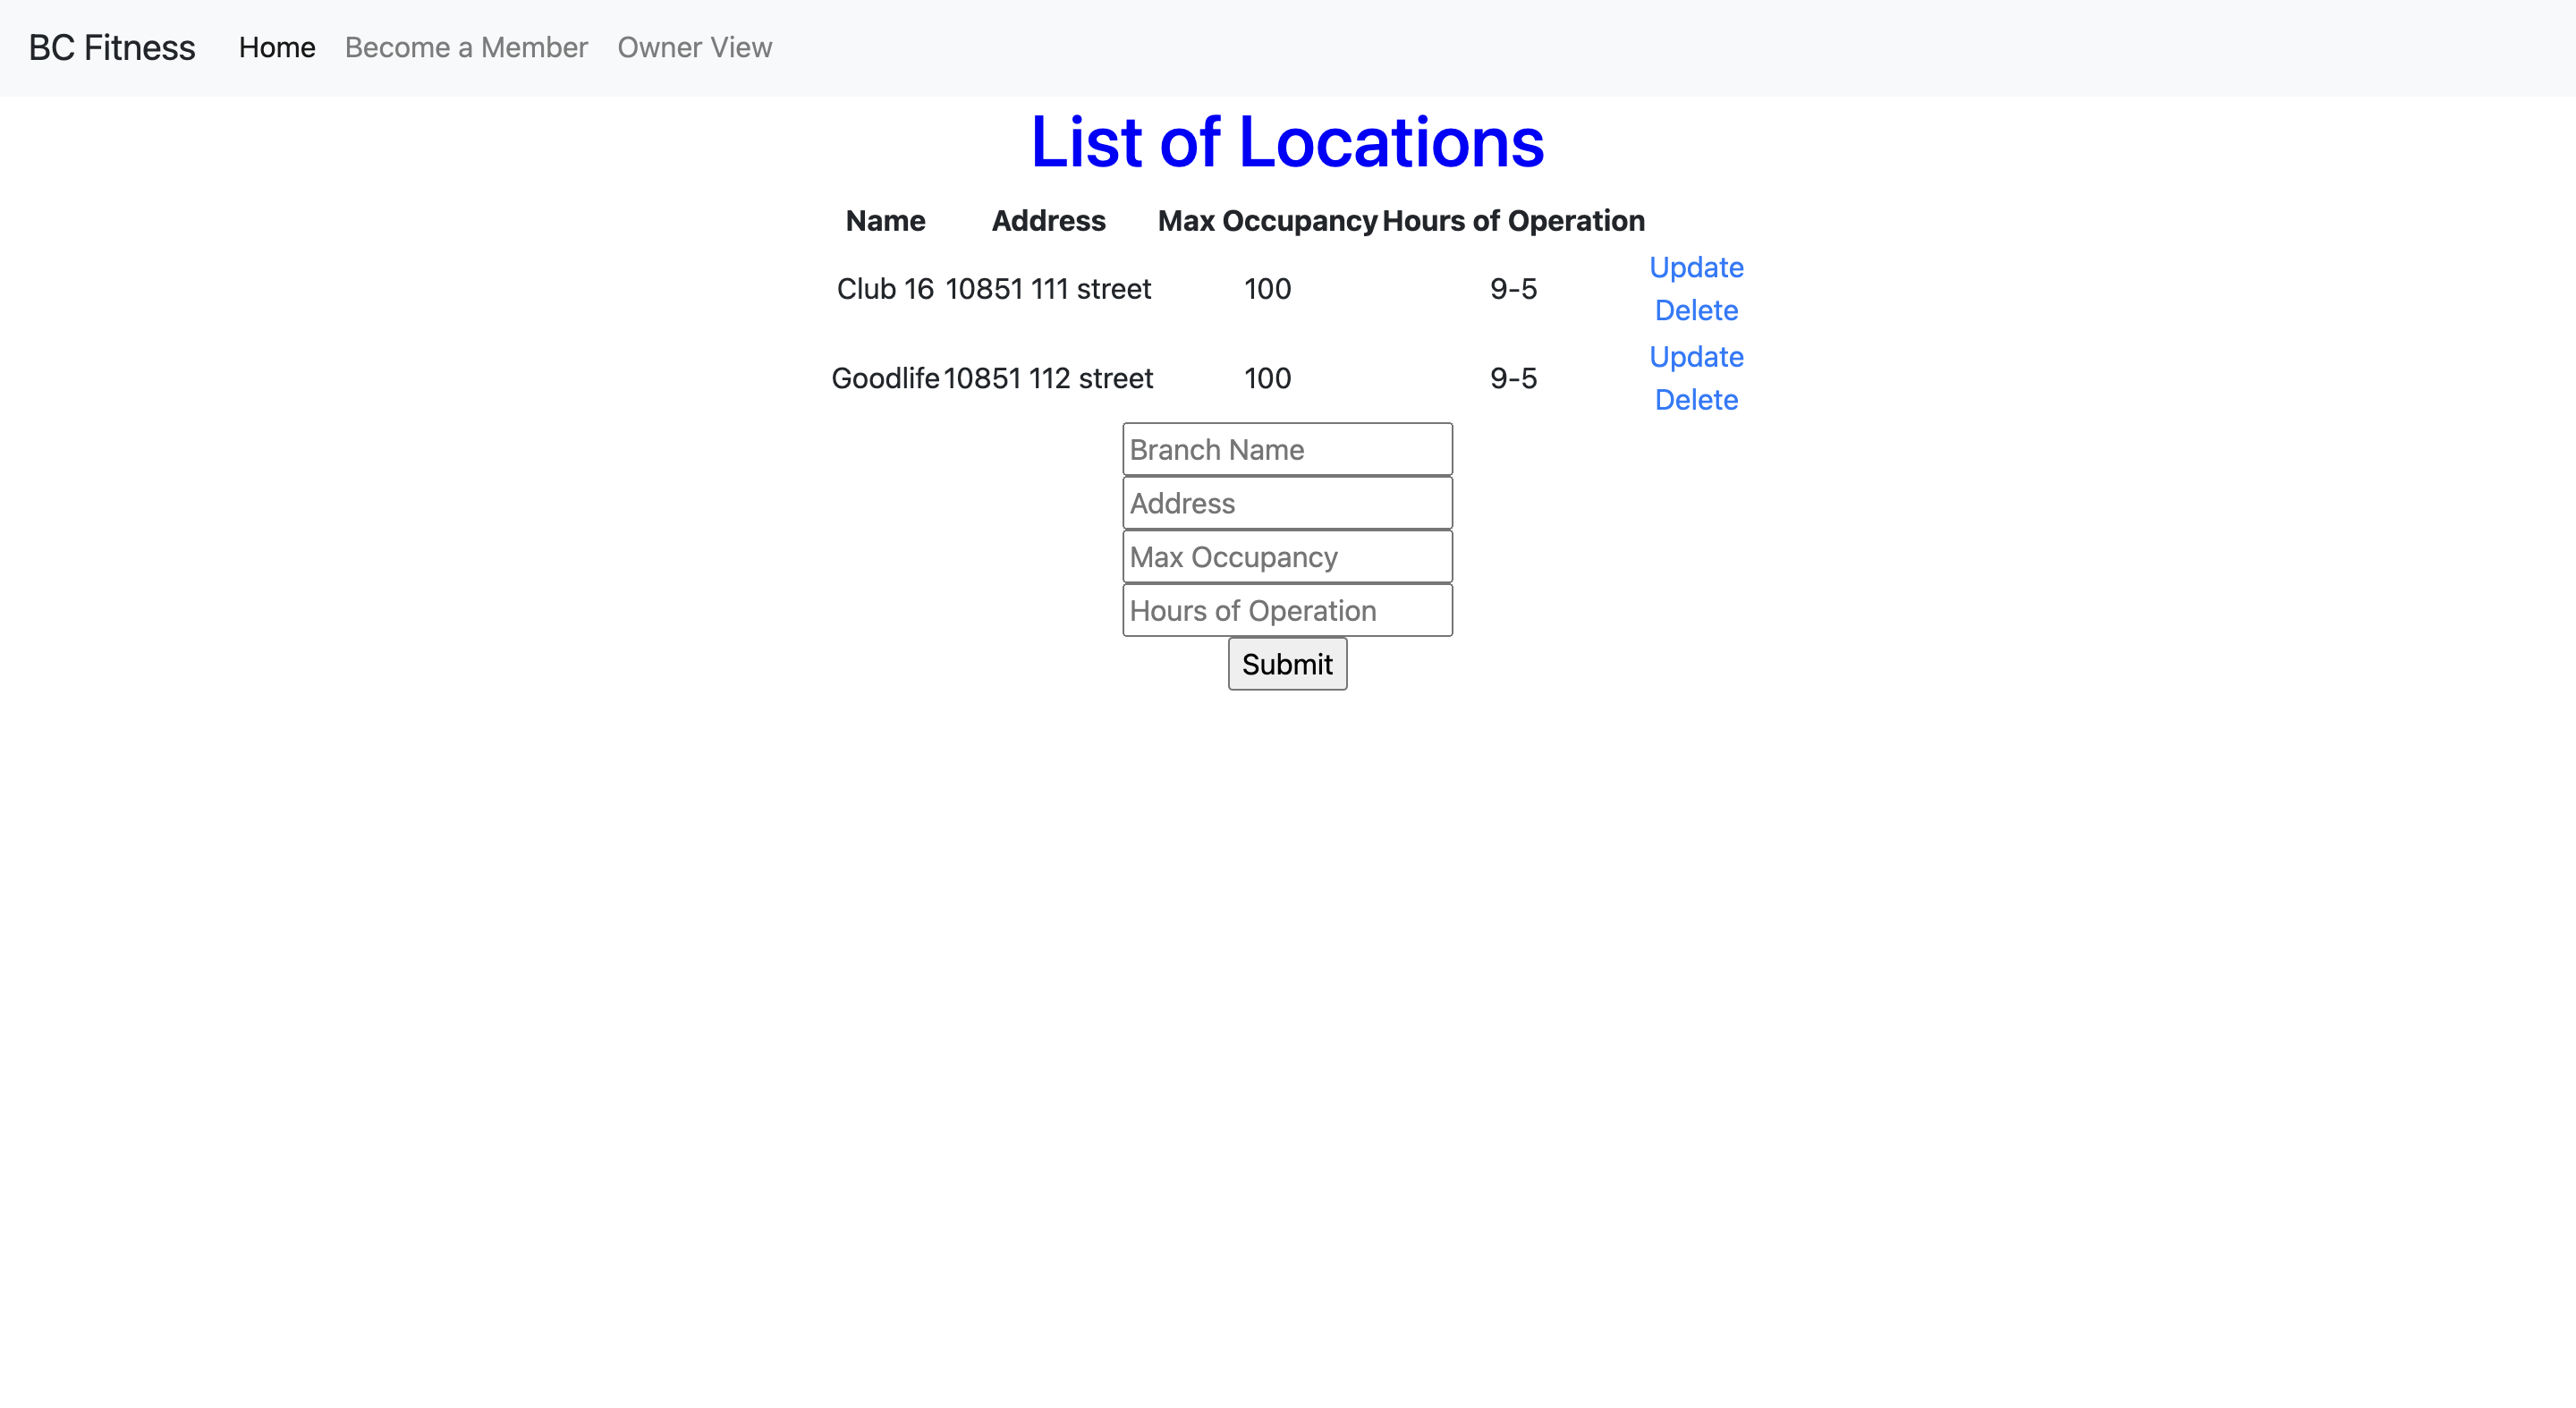 BC Fitness Home Become a Member Owner View
List of Locations
Name Address Max Occupancy Hours of Operation
Club 16 10851 111 street 100 9-5 Update
Delete
Goodlife 10851 112 street 100 9-5 Update
Delete
Branch Name
Address
Max Occupancy
Hours of Operation
Submit